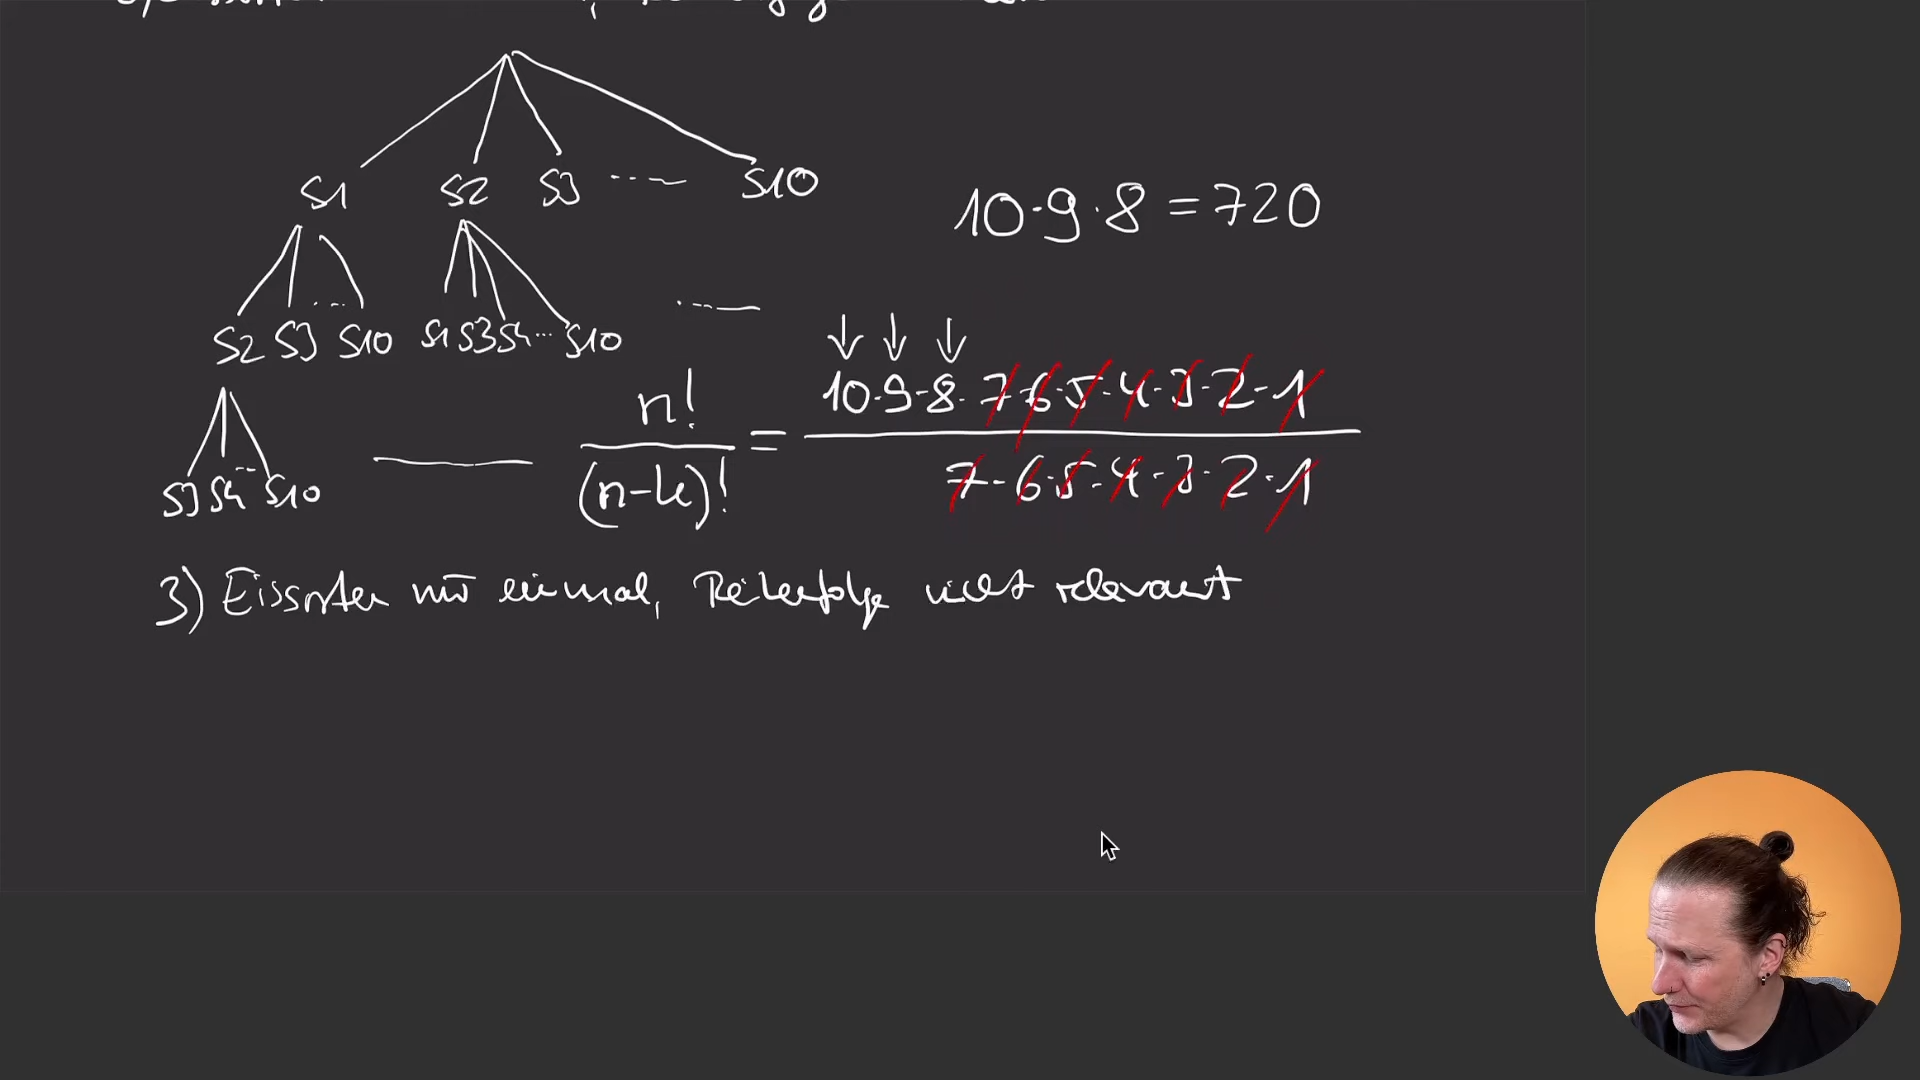 S1 S2 S3 S10
10·9·8 = 720
S2 S3 S10 S1 S3 S4 S10
n! / (n-k)! = 10·9·8·7·6·5·4·3·2·1 / 7·6·5·4·3·2·1
S3 S4 S10
3) Eissorten nur einmal, Reihenfolge nicht relevant